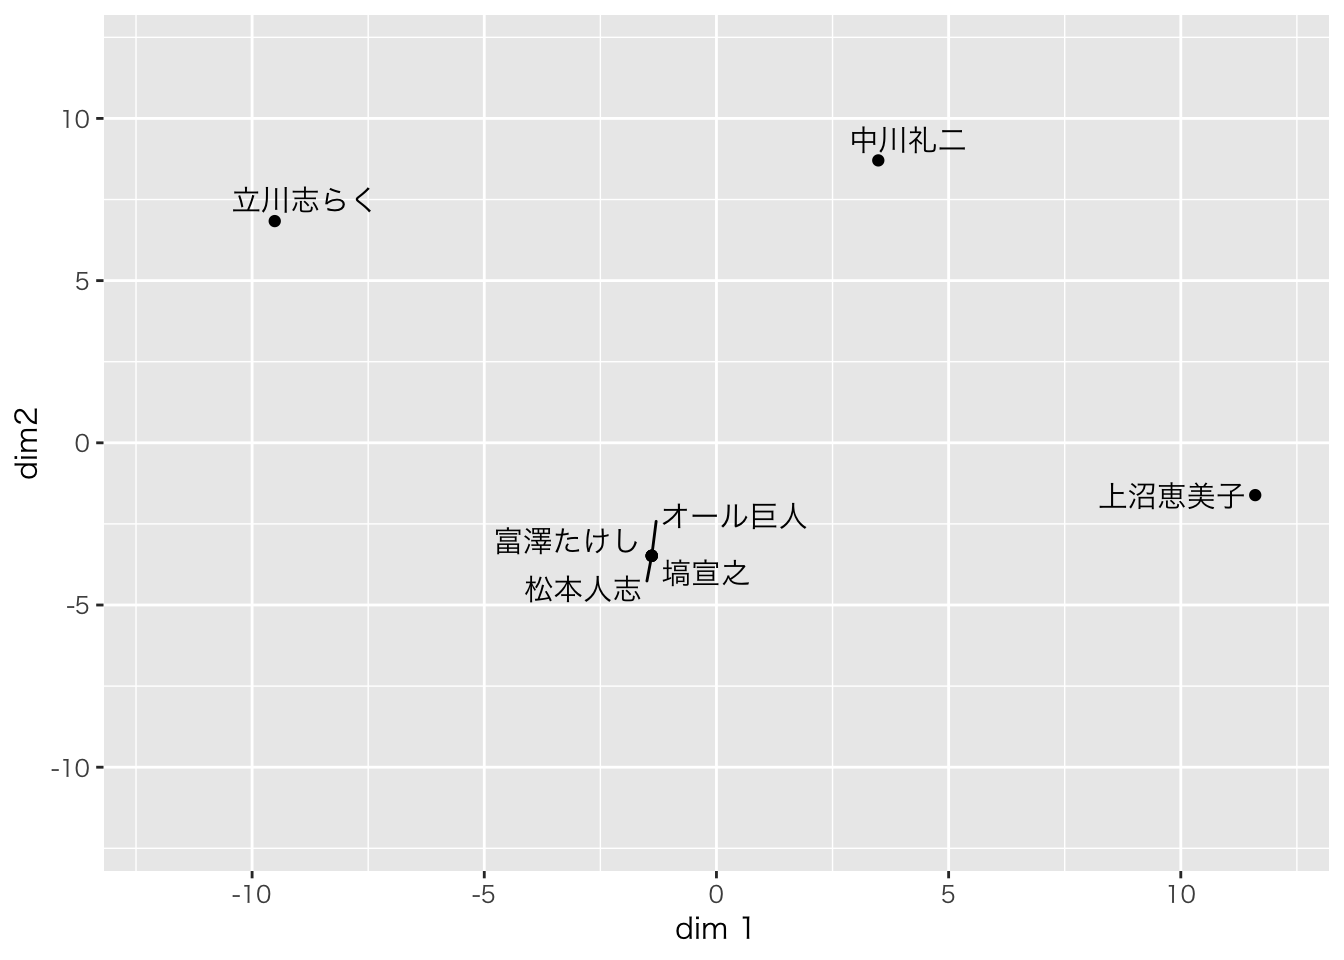 10
中川礼二
立川志らく
5
dim2
0
上沼恵美子
オール巨人
富澤たけし
塙宣之
松本人志
-5
-10
-10 -5 0 5 10
dim 1